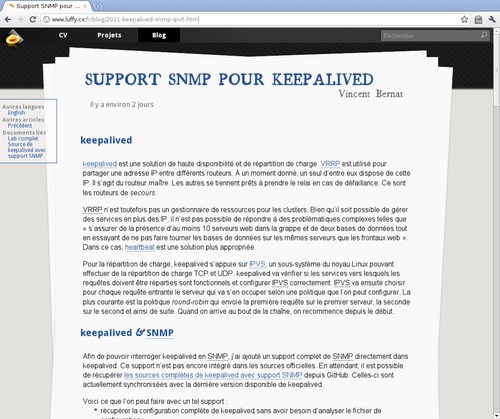 Support SNMP pour ...
www.luffy.cx/fr/blog/2011-keepalived-snmp-ipv6.html
CV Projets Blog Rechercher
SUPPORT SNMP POUR KEEPALIVED
Vincent Bernat
il y a environ 2 jours
Autres langues
English
Autres articles
Précédent
Documents liés
Lab complet
Source de
keepalived avec
support SNMP
keepalived
keepalived est une solution de haute disponibilité et de répartition de charge. VRRP est utilisé pour
partager une adresse IP entre différents routeurs. À un moment donné, un seul d'entre eux dispose de cette
IP. Il s'agit du routeur maître. Les autres se tiennent prêts à prendre le relai en cas de défaillance. Ce sont
les routeurs de secours.
VRRP n'est toutefois pas un gestionnaire de ressources pour les clusters. Bien qu'il soit possible de gérer
des services en plus des IP, il n'est pas possible de répondre à des problématiques complexes telles que
« s'assurer de la présence d'au moins 10 serveurs web dans la grappe et de deux bases de données tout
en essayant de ne pas faire tourner les bases de données sur les mêmes serveurs que les frontaux web ».
Dans ce cas, heartbeat est une solution plus appropriée.
Pour la répartition de charge, keepalived s'appuie sur IPVS, un sous-système du noyau Linux pouvant
effectuer de la répartition de charge TCP et UDP. keepalived va vérifier si les services vers lesquels les
requêtes doivent être réparties sont fonctionnels et configurer IPVS correctement. IPVS va ensuite choisir
pour chaque requête entrante le serveur qui va s'en occuper selon une politique que l'on peut configurer. La
plus courante est la politique round-robin qui envoie la première requête sur le premier serveur, la seconde
sur le second et ainsi de suite. Quand on arrive au bout de la chaîne, on recommence depuis le début.
keepalived & SNMP
Afin de pouvoir interroger keepalived en SNMP, j'ai ajouté un support complet de SNMP directement dans
keepalived. Ce support n'est pas encore intégré dans les sources officielles. En attendant, il est possible
de récupérer les sources complètes de keepalived avec support SNMP depuis GitHub. Celles-ci sont
actuellement synchronisées avec la dernière version disponible de keepalived.
Voici ce que l'on peut faire avec un tel support :
* récupérer la configuration complète de keepalived sans avoir besoin d'analyser le fichier de